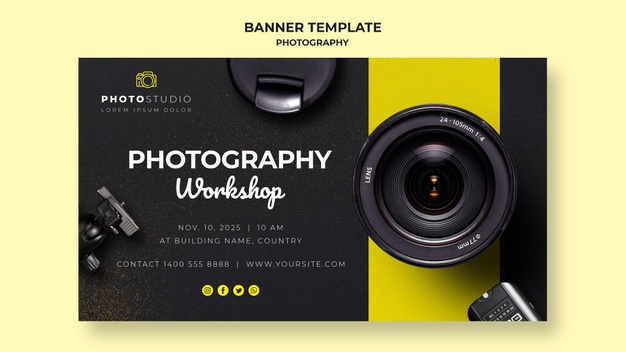 BANNER TEMPLATE
PHOTOGRAPHY
PHOTOSTUDIO
LOREM IPSUM DOLOR
PHOTOGRAPHY
Workshop
NOV. 10, 2025 | 10 AM
AT BUILDING NAME, COUNTRY
CONTACT 1400 555 8888 | WWW.YOURSITE.COM
24-105mm 1:4
LENS
⌀77mm